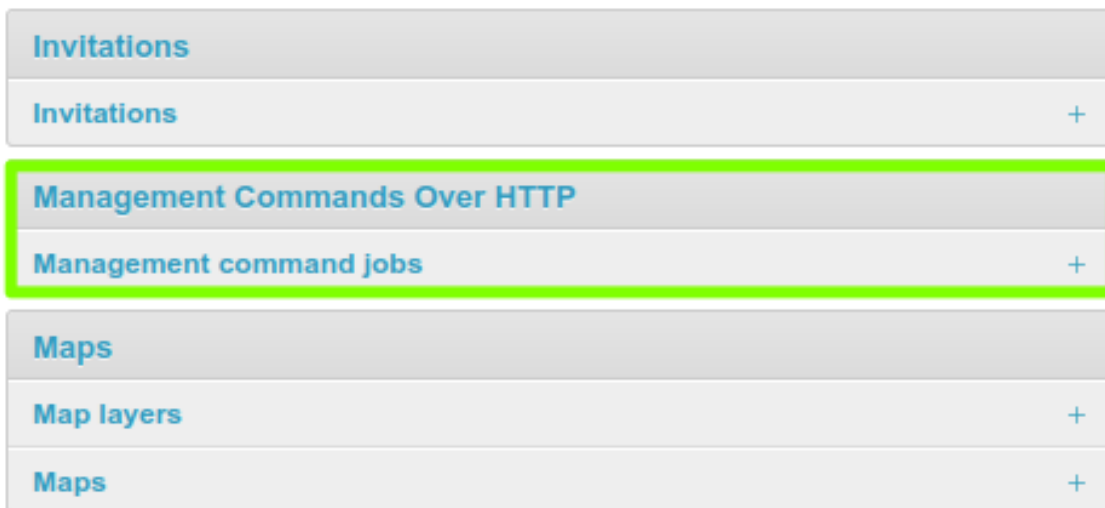 Invitations
Invitations +
Management Commands Over HTTP
Management command jobs +
Maps
Map layers +
Maps +